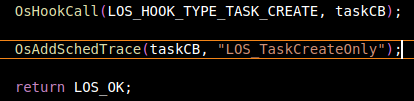 OsHookCall(LOS_HOOK_TYPE_TASK_CREATE, taskCB);
OsAddSchedTrace(taskCB, "LOS_TaskCreateOnly");
return LOS_OK;